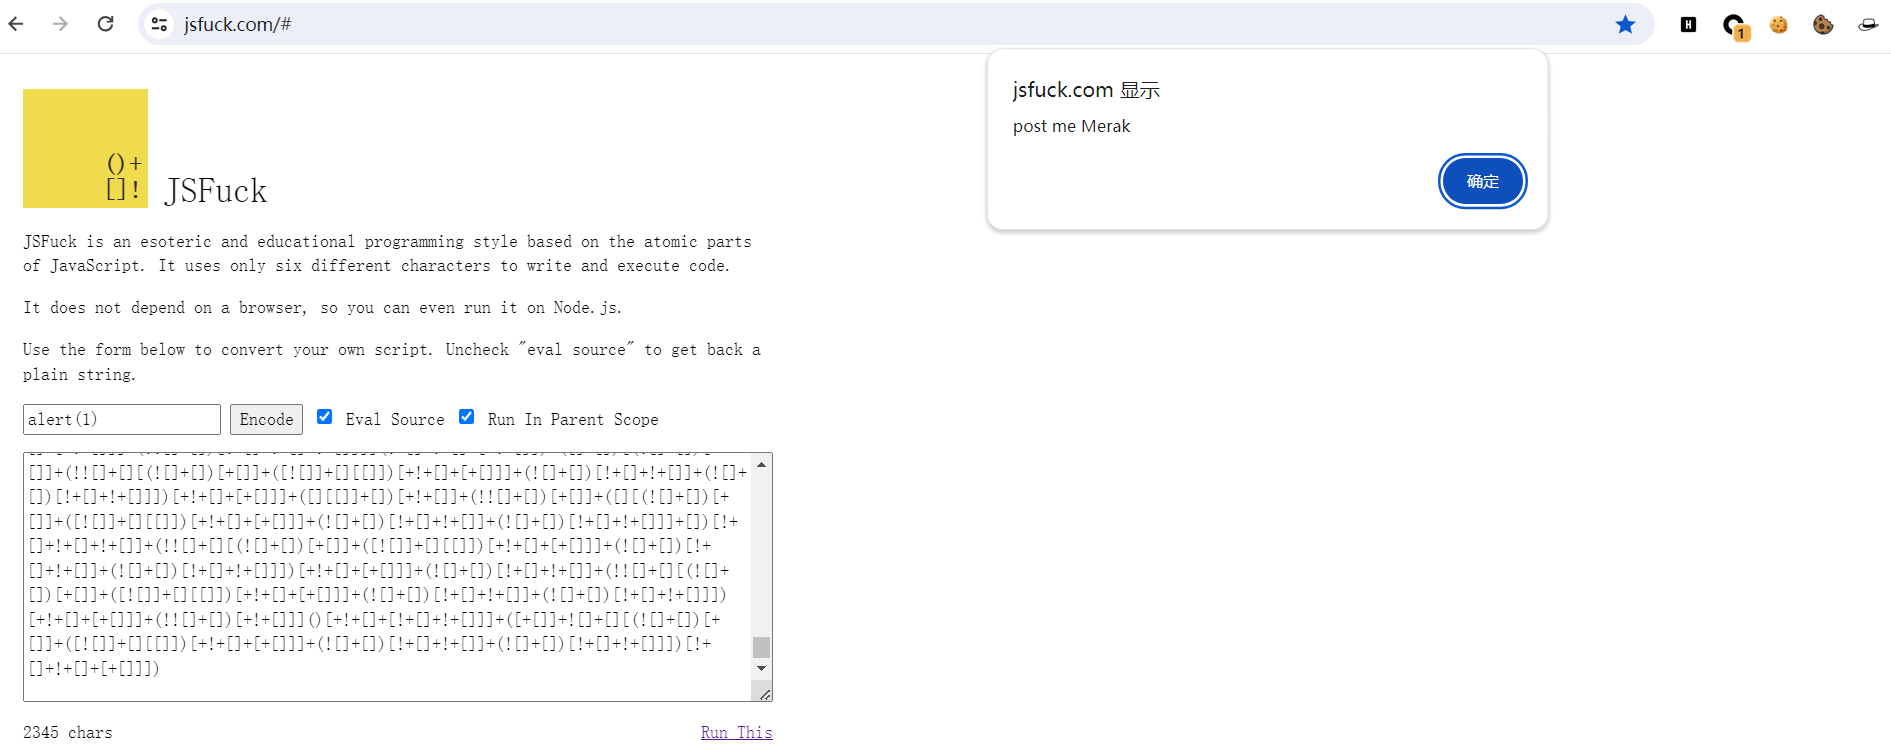 jsfuck.com/#
1
jsfuck.com 显示
post me Merak
确定
()+
[]!
JSFuck
JSFuck is an esoteric and educational programming style based on the atomic parts
of JavaScript. It uses only six different characters to write and execute code.
It does not depend on a browser, so you can even run it on Node.js.
Use the form below to convert your own script. Uncheck "eval source" to get back a
plain string.
alert(1)
Encode
Eval Source
Run In Parent Scope
[]]+(!![]+[][(![]+[])[+[]]+([![]]+[][[]])[+!+[]+[+[]]]+(![]+[])[!+[]+!+[]]+(![]+
[])[!+[]+!+[]]])[+!+[]+[+[]]]+([][[]]+[])[+!+[]]+(!![]+[])[+[]]+([][(![]+[])[+
[]]+([![]]+[][[]])[+!+[]+[+[]]]+(![]+[])[!+[]+!+[]]+(![]+[])[!+[]+!+[]]]+[])[!+
[]+!+[]+!+[]]+(!![]+[][(![]+[])[+[]]+([![]]+[][[]])[+!+[]+[+[]]]+(![]+[])[!+
[]+!+[]]+(![]+[])[!+[]+!+[]]])[+!+[]+[+[]]]+(![]+[])[!+[]+!+[]]+(!![]+[][(![]+
[])[+[]]+([![]]+[][[]])[+!+[]+[+[]]]+(![]+[])[!+[]+!+[]]+(![]+[])[!+[]+!+[]]])
[+!+[]+[+[]]]+(!![]+[])[+!+[]]]()[+!+[]+[!+[]+!+[]]]+([+[]]+![]+[][(![]+[])[+
[]]+([![]]+[][[]])[+!+[]+[+[]]]+(![]+[])[!+[]+!+[]]+(![]+[])[!+[]+!+[]]])[!+
[]+!+[]+[+[]]])
2345 chars
Run This